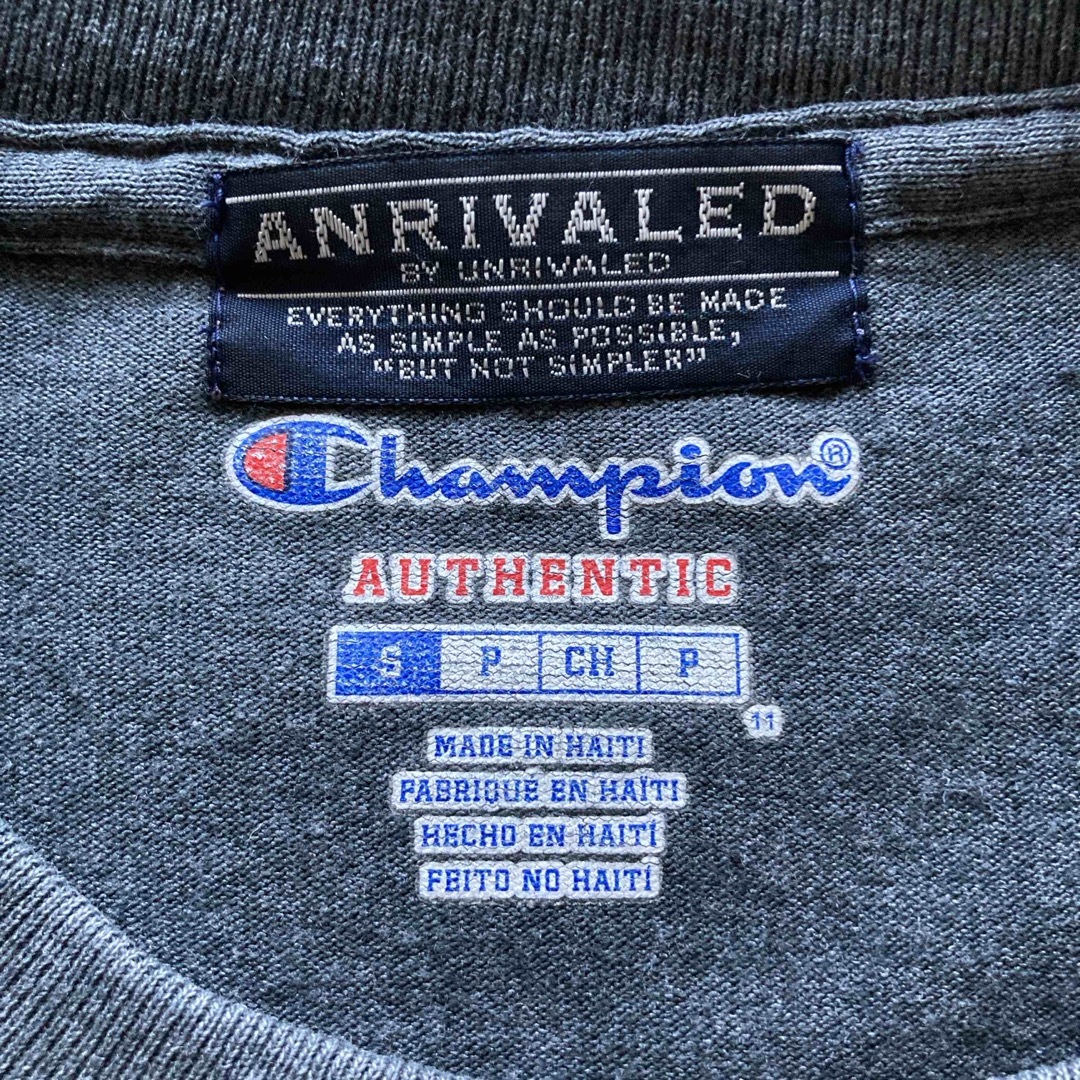 ANRIVALED
BY UNRIVALED
EVERYTHING SHOULD BE MADE
AS SIMPLE AS POSSIBLE,
"BUT NOT SIMPLER"
Champion®
AUTHENTIC
S P CH P
11
MADE IN HAITI
FABRIQUÉ EN HAÏTI
HECHO EN HAITÍ
FEITO NO HAITÍ